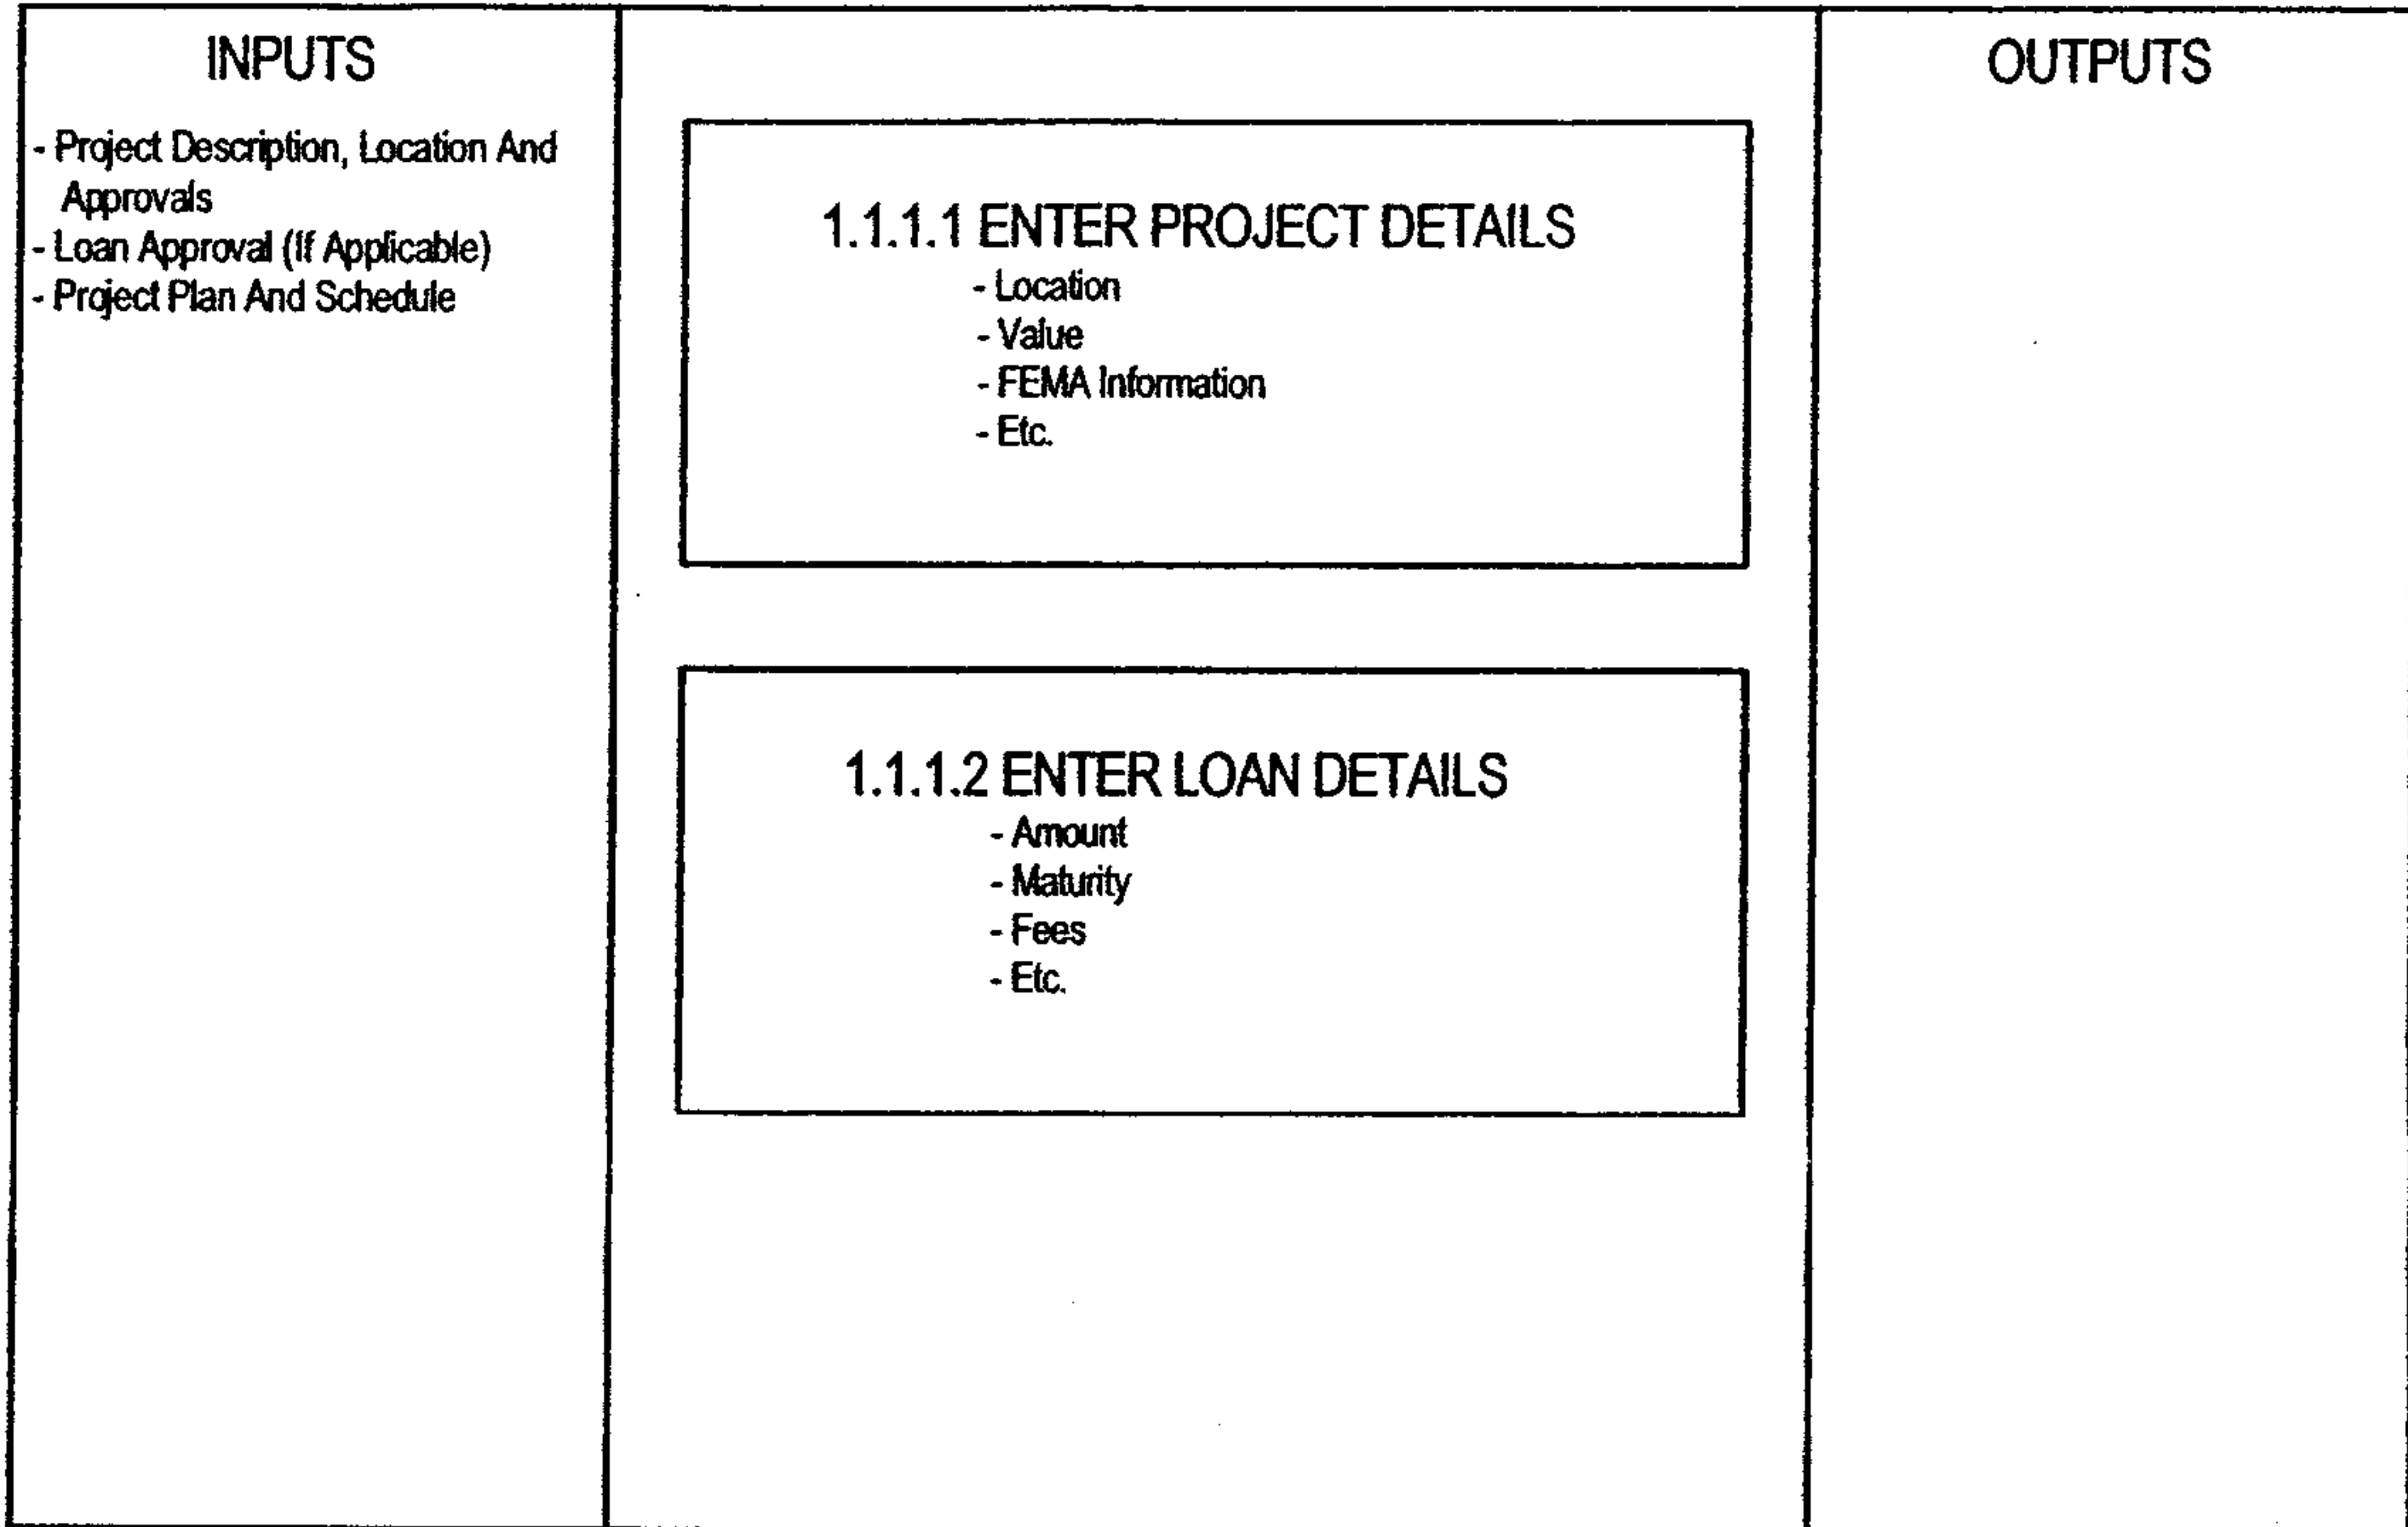 INPUTS
- Project Description, Location And
Approvals
- Loan Approval (If Applicable)
- Project Plan And Schedule
1.1.1.1 ENTER PROJECT DETAILS
- Location
- Value
- FEMA Information
- Etc.
1.1.1.2 ENTER LOAN DETAILS
- Amount
- Maturity
- Fees
- Etc.
OUTPUTS